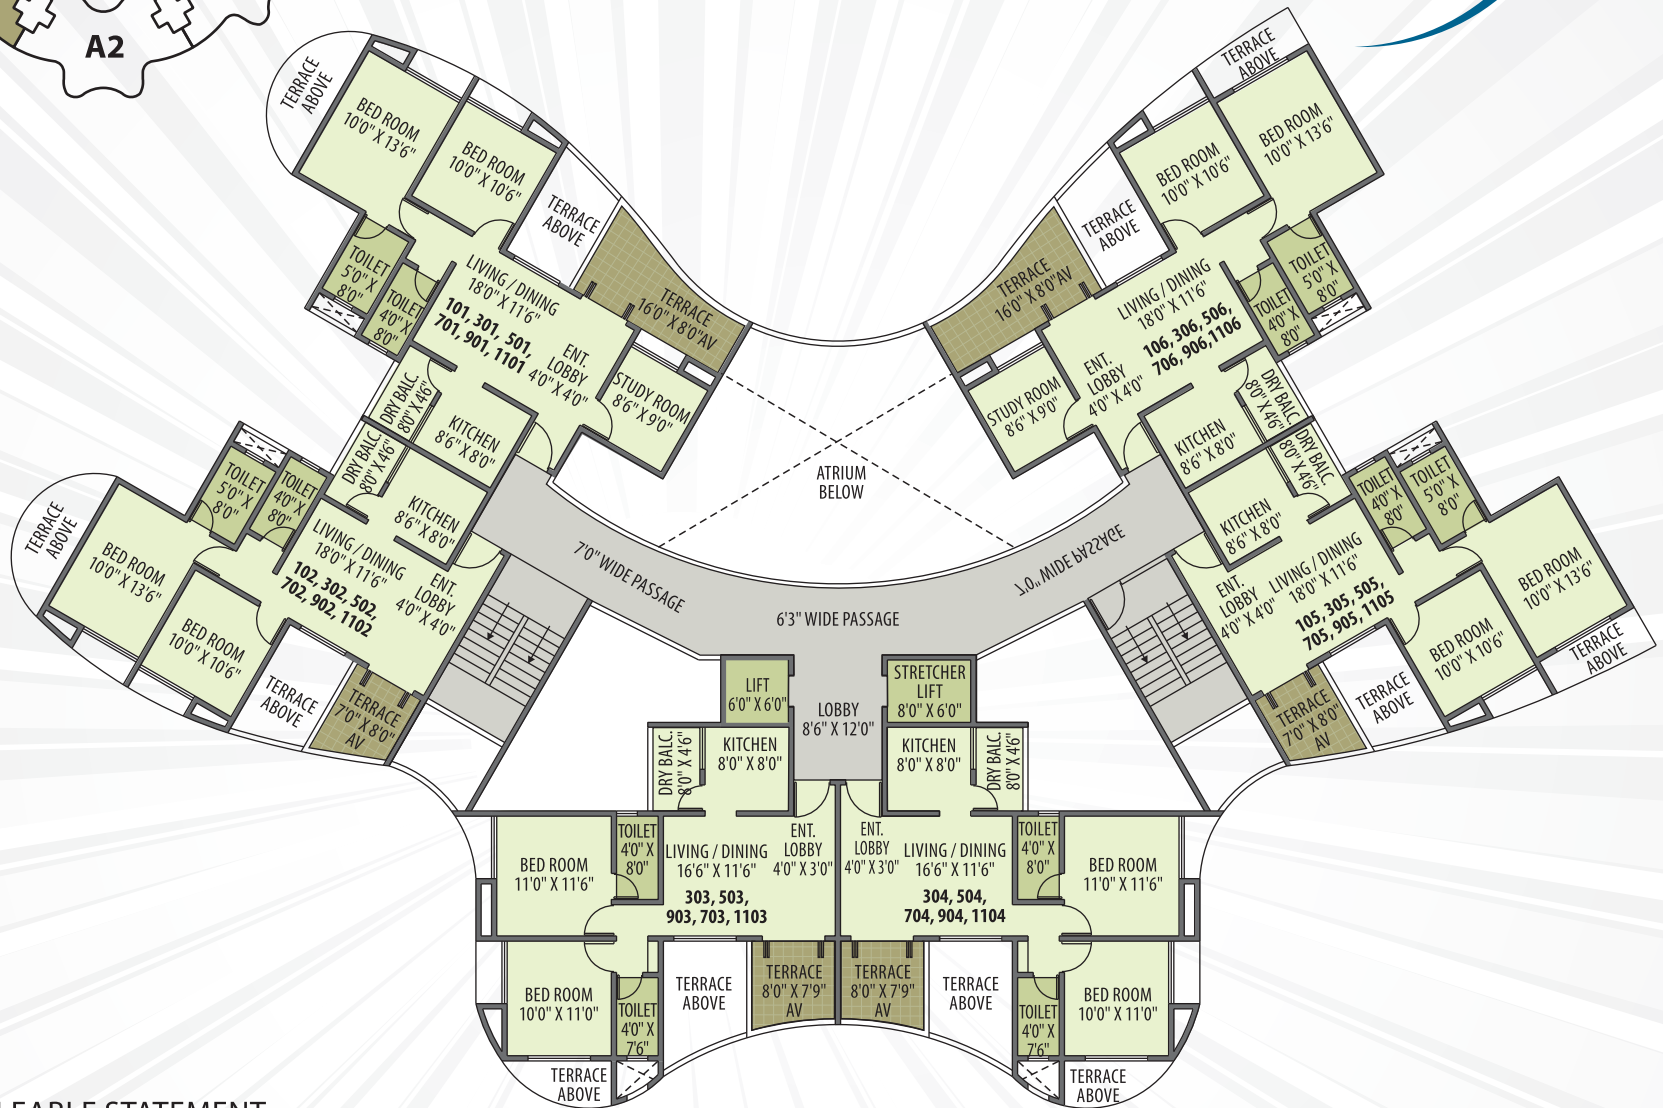 A2
TERRACE
ABOVE
BED ROOM
10'0" X 13'6"
BED ROOM
10'0" X 10'6"
TERRACE
ABOVE
TERRACE
16'0" X 8'0"AV
TOILET
5'0" X
8'0"
TOILET
4'0" X
8'0"
LIVING / DINING
18'0" X 11'6"
101, 301, 501,
701, 901, 1101
ENT.
LOBBY
4'0" X 4'0"
STUDY ROOM
8'6" X 9'0"
DRY BALC.
8'0" X 4'6"
KITCHEN
8'6" X 8'0"
TERRACE
ABOVE
BED ROOM
10'0" X 13'6"
BED ROOM
10'0" X 10'6"
TERRACE
ABOVE
TERRACE
16'0" X 8'0"AV
TOILET
5'0" X
8'0"
TOILET
4'0" X
8'0"
LIVING / DINING
18'0" X 11'6"
106, 306, 506,
706, 906,1106
ENT.
LOBBY
4'0" X 4'0"
STUDY ROOM
8'6" X 9'0"
DRY BALC.
8'0" X 4'6"
KITCHEN
8'6" X 8'0"
ATRIUM
BELOW
TERRACE
ABOVE
BED ROOM
10'0" X 13'6"
BED ROOM
10'0" X 10'6"
TOILET
5'0" X
8'0"
TOILET
4'0" X
8'0"
DRY BALC.
8'0" X 4'6"
KITCHEN
8'6" X 8'0"
LIVING / DINING
18'0" X 11'6"
102, 302, 502,
702, 902, 1102
ENT.
LOBBY
4'0" X 4'0"
TERRACE
ABOVE
TERRACE
7'0" X 8'0"
AV
7'0" WIDE PASSAGE
6'3" WIDE PASSAGE
7'0" WIDE PASSAGE
DRY BALC.
8'0" X 4'6"
KITCHEN
8'6" X 8'0"
TOILET
4'0" X
8'0"
TOILET
5'0" X
8'0"
ENT.
LOBBY
4'0" X 4'0"
LIVING / DINING
18'0" X 11'6"
105, 305, 505,
705, 905, 1105
BED ROOM
10'0" X 13'6"
BED ROOM
10'0" X 10'6"
TERRACE
ABOVE
TERRACE
ABOVE
TERRACE
7'0" X 8'0"
AV
LIFT
6'0" X 6'0"
LOBBY
8'6" X 12'0"
STRETCHER
LIFT
8'0" X 6'0"
DRY BALC.
8'0" X 4'6"
KITCHEN
8'0" X 8'0"
KITCHEN
8'0" X 8'0"
DRY BALC.
8'0" X 4'6"
BED ROOM
11'0" X 11'6"
TOILET
4'0" X
8'0"
LIVING / DINING
16'6" X 11'6"
303, 503,
903, 703, 1103
ENT.
LOBBY
4'0" X 3'0"
ENT.
LOBBY
4'0" X 3'0"
LIVING / DINING
16'6" X 11'6"
304, 504,
704, 904, 1104
TOILET
4'0" X
8'0"
BED ROOM
11'0" X 11'6"
BED ROOM
10'0" X 11'0"
TOILET
4'0" X
7'6"
TERRACE
ABOVE
TERRACE
8'0" X 7'9"
AV
TERRACE
8'0" X 7'9"
AV
TERRACE
ABOVE
TOILET
4'0" X
7'6"
BED ROOM
10'0" X 11'0"
TERRACE
ABOVE
TERRACE
ABOVE
STATEMENT